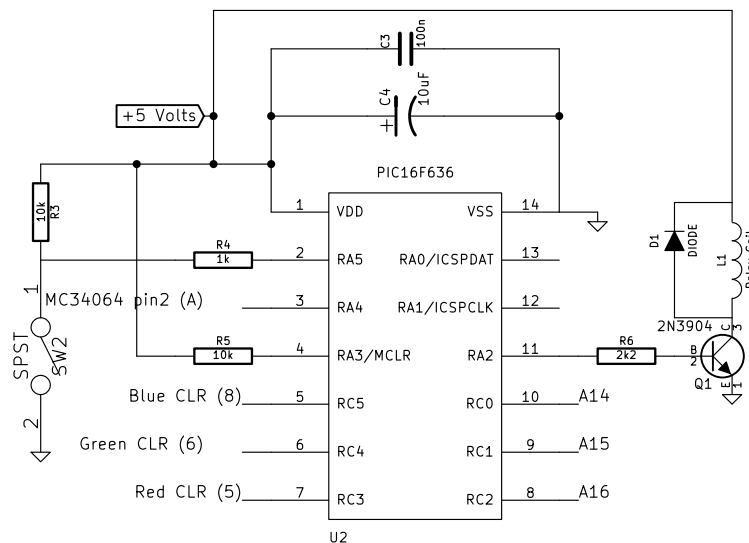 C3
100n
C4
10uF
+
+5 Volts
PIC16F636
10k
R3
1
VDD
VSS
14
R4
1k
2
RA5
RA0/ICSPDAT
13
D1
DIODE
L1
Relay Coil
1
MC34064 pin2 (A)
3
RA4
RA1/ICSPCLK
12
SPST
SW2
R5
10k
4
RA3/MCLR
RA2
11
R6
2k2
2N3904
C
3
B
2
Q1
E
1
Blue CLR (8)
5
RC5
RC0
10
A14
2
Green CLR (6)
6
RC4
RC1
9
A15
Red CLR (5)
7
RC3
RC2
8
A16
U2